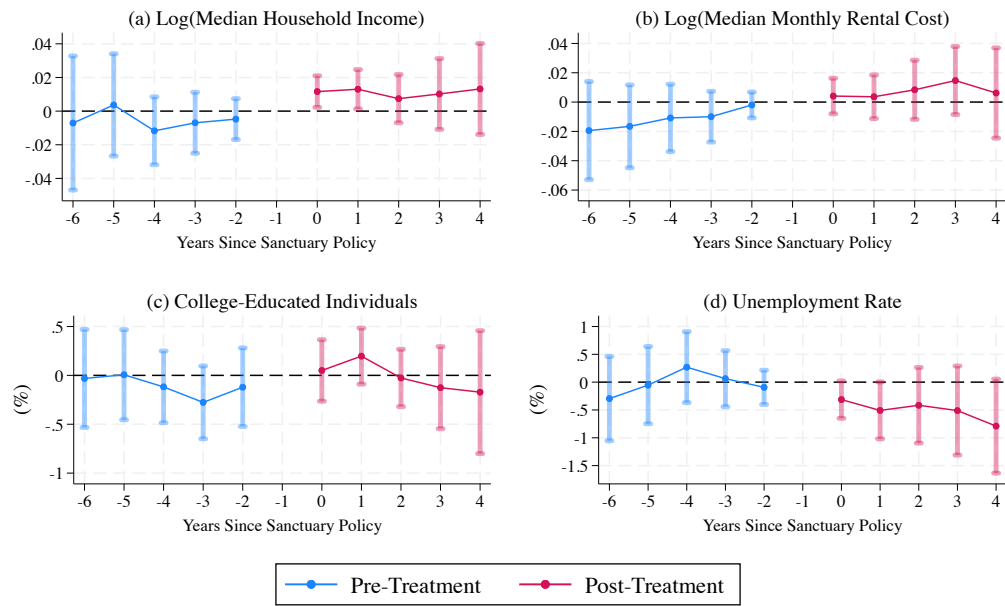 (a) Log(Median Household Income)
.04
.02
0
-.02
-.04
-6 -5 -4 -3 -2 -1 0 1 2 3 4
Years Since Sanctuary Policy
(b) Log(Median Monthly Rental Cost)
.04
.02
0
-.02
-.04
-.06
-6 -5 -4 -3 -2 -1 0 1 2 3 4
Years Since Sanctuary Policy
(c) College-Educated Individuals
(%)
.5
0
-.5
-1
-6 -5 -4 -3 -2 -1 0 1 2 3 4
Years Since Sanctuary Policy
(d) Unemployment Rate
(%)
1
.5
0
-.5
-1
-1.5
-6 -5 -4 -3 -2 -1 0 1 2 3 4
Years Since Sanctuary Policy
Pre-Treatment Post-Treatment